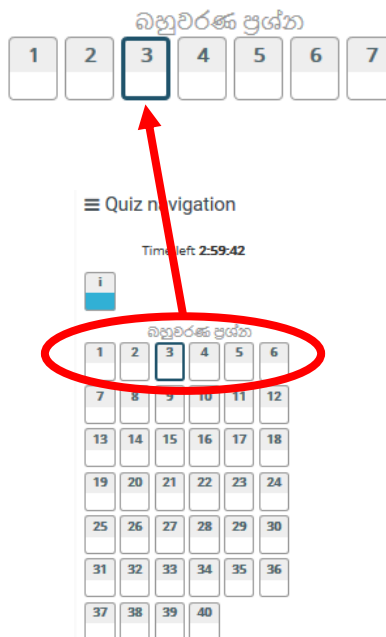 බහුවරණ ප්‍රශ්න
1 2 3 4 5 6 7
≡ Quiz navigation
Time left 2:59:42
i
බහුවරණ ප්‍රශ්න
1 2 3 4 5 6
7 8 9 10 11 12
13 14 15 16 17 18
19 20 21 22 23 24
25 26 27 28 29 30
31 32 33 34 35 36
37 38 39 40